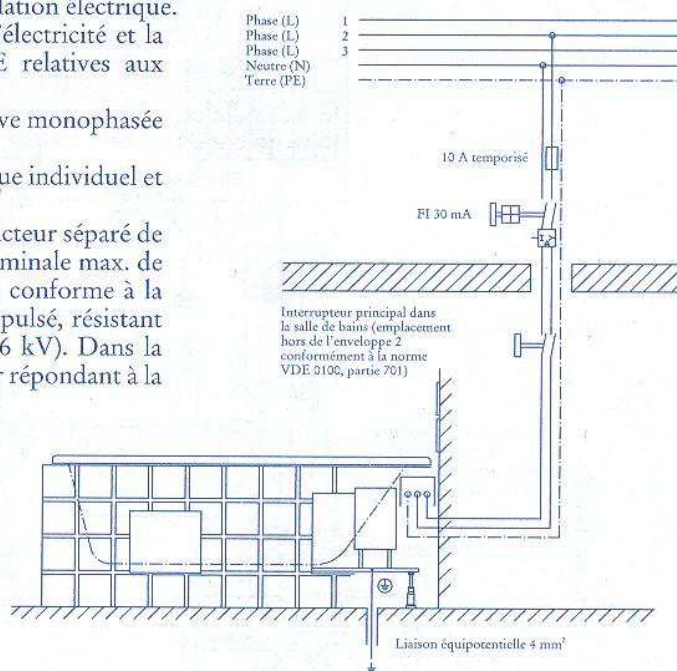 lation électrique.
'électricité et la
E relatives aux
ve monophasée
ue individuel et
acteur séparé de
minale max. de
conforme à la
pulsé, résistant
6 kV). Dans la
r répondant à la
Phase (L) 1
Phase (L) 2
Phase (L) 3
Neutre (N)
Terre (PE)
10 A temporisé
FI 30 mA
Interrupteur principal dans
la salle de bains (emplacement
hors de l'enveloppe 2
conformément à la norme
VDE 0100, partie 701)
Liaison équipotentielle 4 mm²